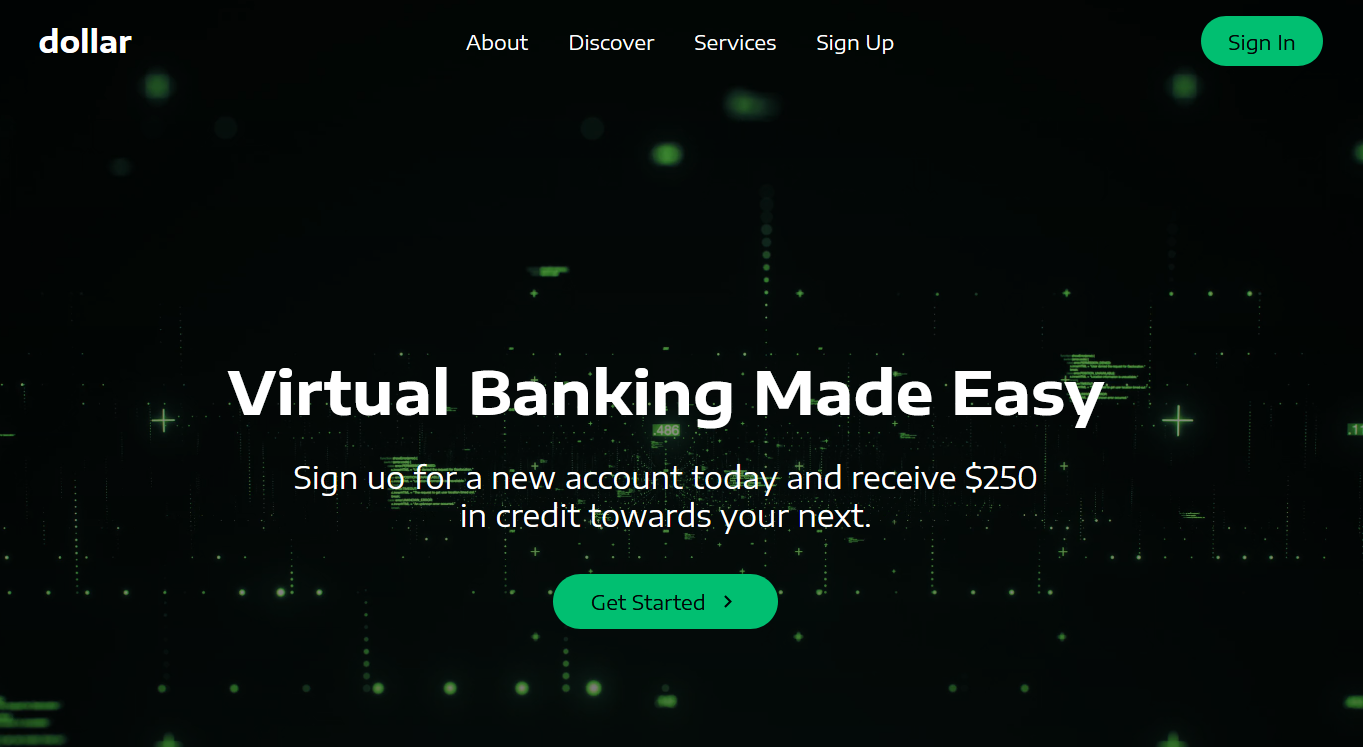 dollar
About Discover Services Sign Up
Sign In
Virtual Banking Made Easy
.486
Sign uo for a new account today and receive $250
in credit towards your next.
Get Started